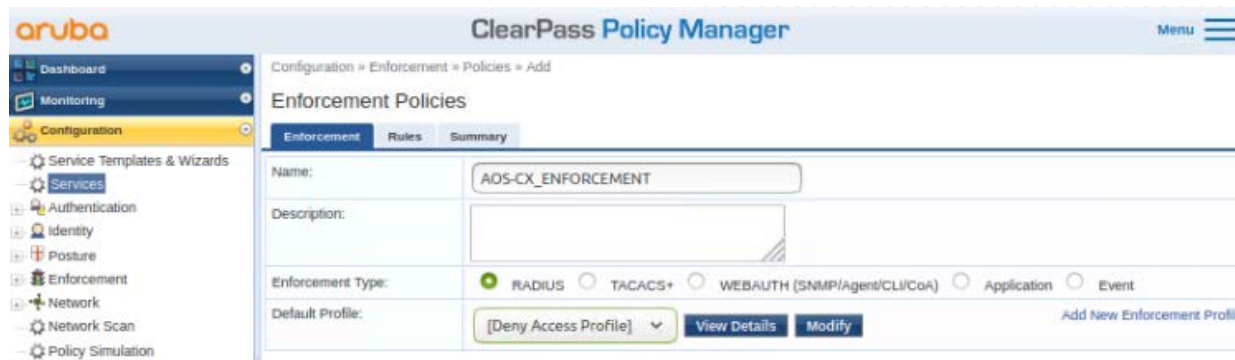 aruba
ClearPass Policy Manager
Menu
Dashboard
Monitoring
Configuration
Service Templates & Wizards
Services
Authentication
Identity
Posture
Enforcement
Network
Network Scan
Policy Simulation
Configuration » Enforcement » Policies » Add
Enforcement Policies
Enforcement Rules Summary
Name: AOS-CX_ENFORCEMENT
Description:
Enforcement Type: RADIUS TACACS+ WEBAUTH (SNMP/Agent/CLI/CoA) Application Event
Default Profile: [Deny Access Profile] View Details Modify Add New Enforcement Profil